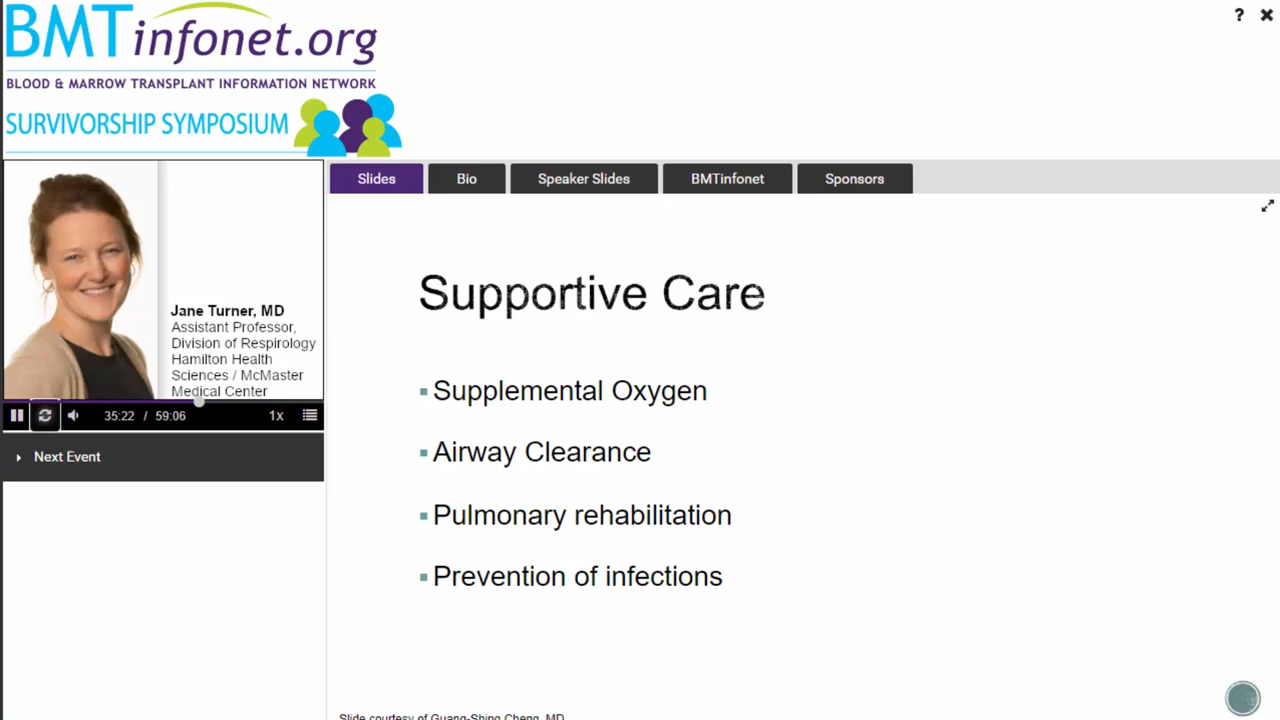 BMTinfonet.org
BLOOD & MARROW TRANSPLANT INFORMATION NETWORK
SURVIVORSHIP SYMPOSIUM
? ×
Jane Turner, MD
Assistant Professor,
Division of Respirology
Hamilton Health
Sciences / McMaster
Medical Center
35:22 / 59:06 1x
Next Event
Slides Bio Speaker Slides BMTinfonet Sponsors
Supportive Care
▪ Supplemental Oxygen
▪ Airway Clearance
▪ Pulmonary rehabilitation
▪ Prevention of infections
Slide courtesy of Guang-Shing Cheng, MD